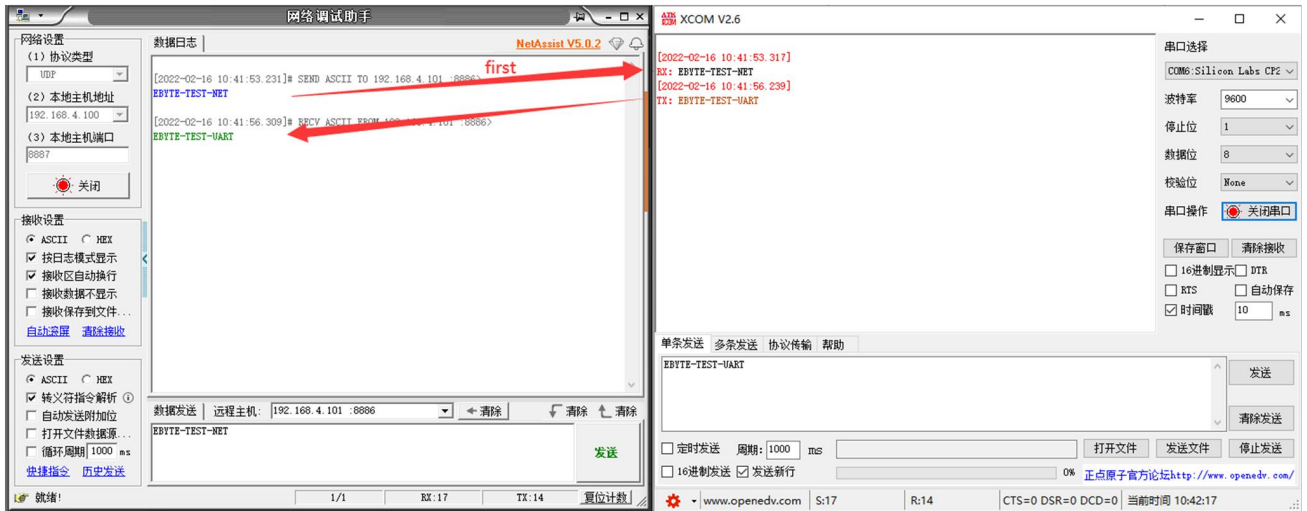 网络调试助手
网络设置
(1) 协议类型
UDP
(2) 本地主机地址
192.168.4.100
(3) 本地主机端口
8887
关闭
接收设置
ASCII HEX
按日志模式显示
接收区自动换行
接收数据不显示
接收保存到文件...
自动滚屏 清除接收
发送设置
ASCII HEX
转义符指令解析
自动发送附加位
打开文件数据源...
循环周期 1000 ms
快捷指令 历史发送
就绪!
数据日志
NetAssist V5.0.2
[2022-02-16 10:41:53.231]# SEND ASCII TO 192.168.4.101 :8886>
first
EBYTE-TEST-NET
[2022-02-16 10:41:56.309]# RECV ASCII FROM 192.168.4.101 :8886>
EBYTE-TEST-UART
数据发送 远程主机: 192.168.4.101 :8886 清除 清除 清除
EBYTE-TEST-NET
发送
1/1 RX:17 TX:14 复位计数
XCOM V2.6
[2022-02-16 10:41:53.317]
RX: EBYTE-TEST-NET
[2022-02-16 10:41:56.239]
TX: EBYTE-TEST-UART
串口选择
COM6:Silicon Labs CP2
波特率 9600
停止位 1
数据位 8
校验位 None
串口操作 关闭串口
保存窗口 清除接收
16进制显示 DTR
RTS 自动保存
时间戳 10 ms
单条发送 多条发送 协议传输 帮助
EBYTE-TEST-UART
发送
清除发送
定时发送 周期: 1000 ms 打开文件 发送文件 停止发送
16进制发送 发送新行 0% 正点原子官方论坛http://www.openedv.com/
www.openedv.com S:17 R:14 CTS=0 DSR=0 DCD=0 当前时间 10:42:17